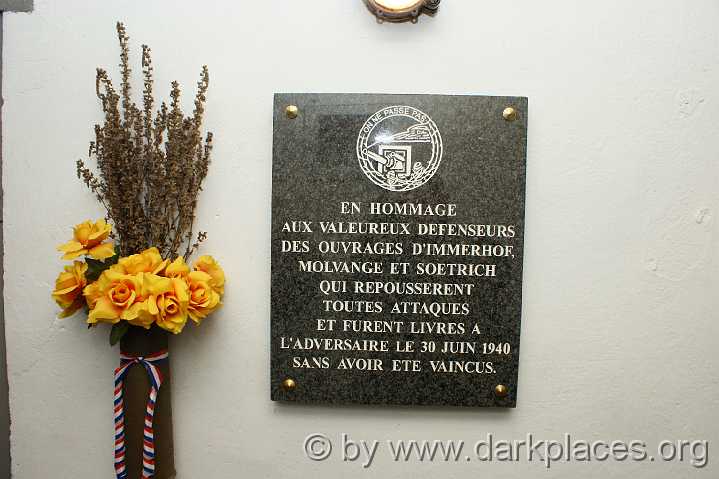 ON NE PASSE PAS
EN HOMMAGE
AUX VALEUREUX DEFENSEURS
DES OUVRAGES D'IMMERHOF,
MOLVANGE ET SOETRICH
QUI REPOUSSERENT
TOUTES ATTAQUES
ET FURENT LIVRES A
L'ADVERSAIRE LE 30 JUIN 1940
SANS AVOIR ETE VAINCUS.
© by www.darkplaces.org